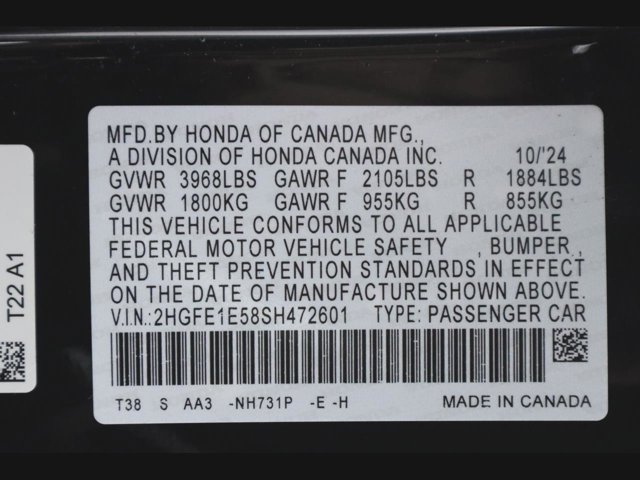 MFD.BY HONDA OF CANADA MFG.,
A DIVISION OF HONDA CANADA INC. 10/'24
GVWR 3968LBS GAWR F 2105LBS R 1884LBS
GVWR 1800KG GAWR F 955KG R 855KG
THIS VEHICLE CONFORMS TO ALL APPLICABLE
FEDERAL MOTOR VEHICLE SAFETY , BUMPER ,
AND THEFT PREVENTION STANDARDS IN EFFECT
ON THE DATE OF MANUFACTURE SHOWN ABOVE.
V.I.N.:2HGFE1E58SH472601 TYPE: PASSENGER CAR
T38 S AA3 -NH731P -E -H MADE IN CANADA
T22 A1